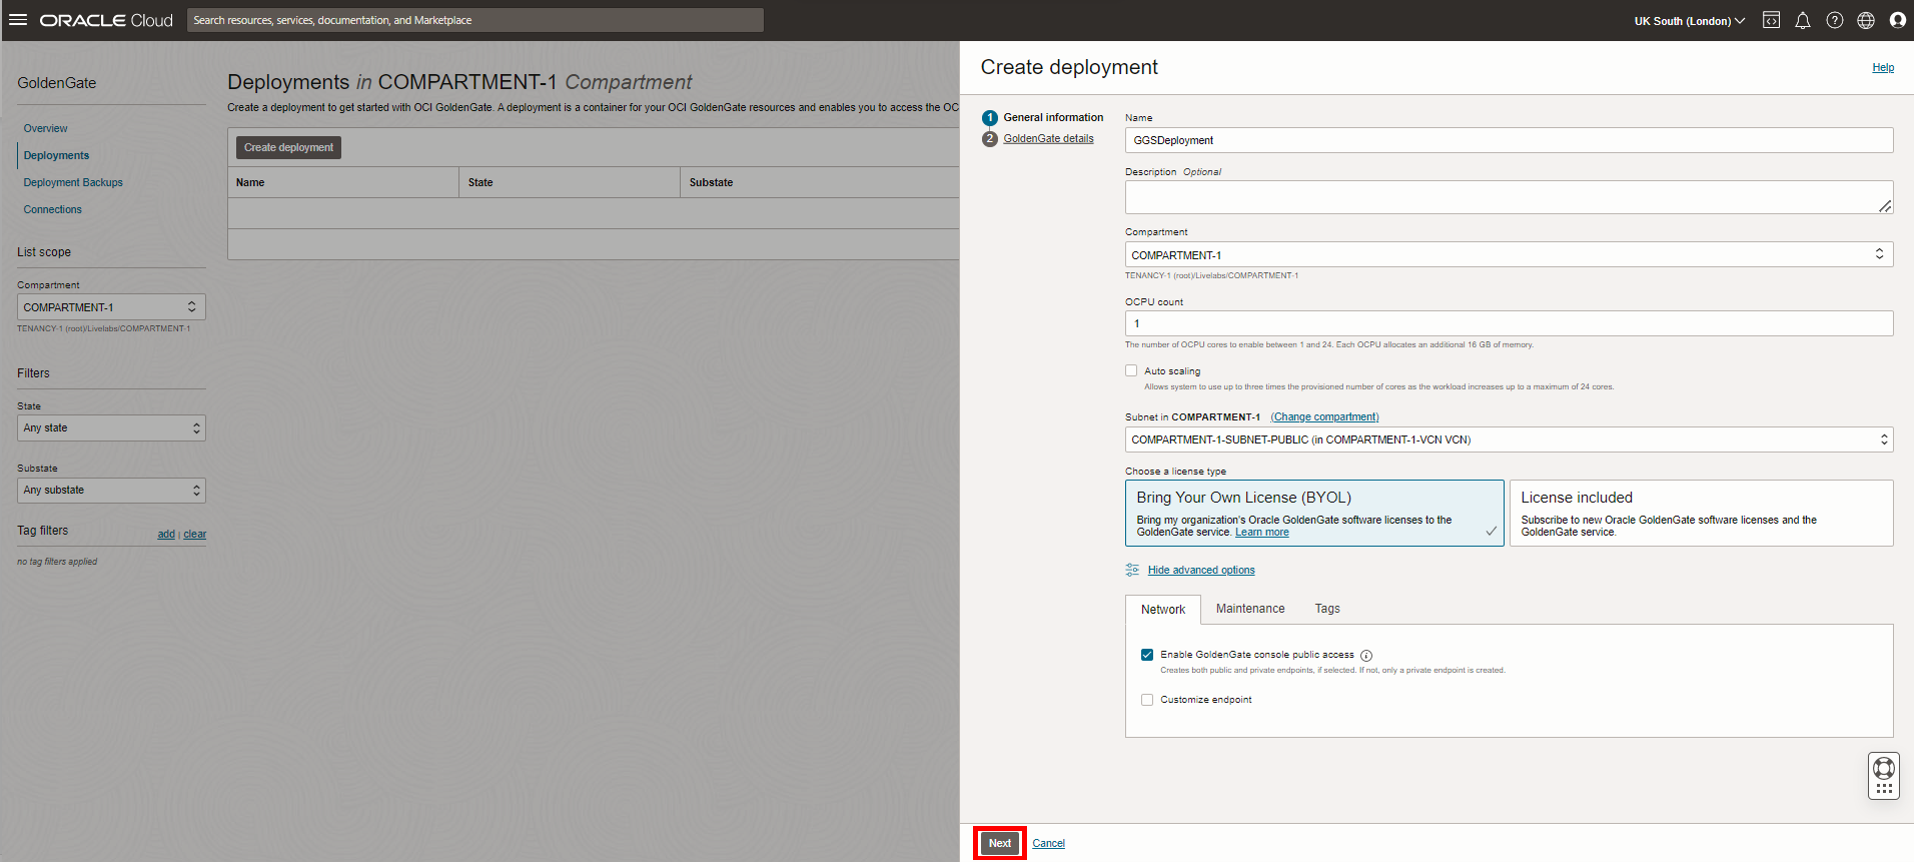 ORACLE Cloud
Search resources, services, documentation, and Marketplace
UK South (London)
GoldenGate
Overview
Deployments
Deployment Backups
Connections
List scope
Compartment
COMPARTMENT-1
TENANCY-1 (root)/Livelabs/COMPARTMENT-1
Filters
State
Any state
Substate
Any substate
Tag filters
add | clear
no tag filters applied
Deployments in COMPARTMENT-1 Compartment
Create a deployment to get started with OCI GoldenGate. A deployment is a container for your OCI GoldenGate resources and enables you to access the OC
Create deployment
Name State Substate
Create deployment
Help
1 General information
2 GoldenGate details
Name
GGSDeployment
Description Optional
Compartment
COMPARTMENT-1
TENANCY-1 (root)/Livelabs/COMPARTMENT-1
OCPU count
1
The number of OCPU cores to enable between 1 and 24. Each OCPU allocates an additional 16 GB of memory.
Auto scaling
Allows system to use up to three times the provisioned number of cores as the workload increases up to a maximum of 24 cores.
Subnet in COMPARTMENT-1 (Change compartment)
COMPARTMENT-1-SUBNET-PUBLIC (in COMPARTMENT-1-VCN VCN)
Choose a license type
Bring Your Own License (BYOL)
Bring my organization's Oracle GoldenGate software licenses to the
GoldenGate service. Learn more
License included
Subscribe to new Oracle GoldenGate software licenses and the
GoldenGate service.
Hide advanced options
Network Maintenance Tags
Enable GoldenGate console public access
Creates both public and private endpoints, if selected. If not, only a private endpoint is created.
Customize endpoint
Next Cancel